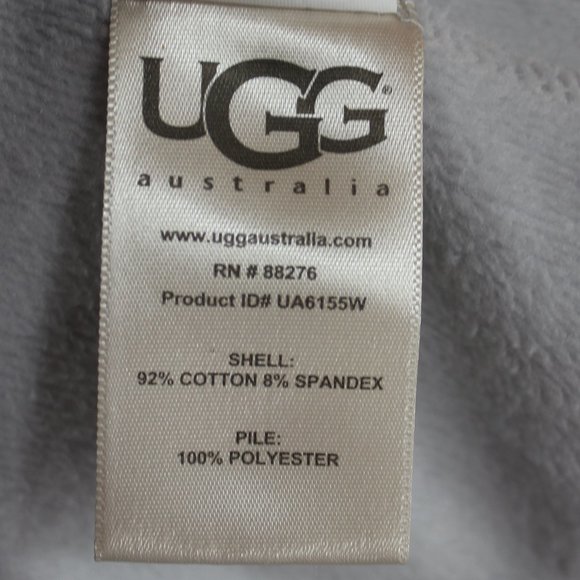 UGG®
australia
www.uggaustralia.com
RN # 88276
Product ID# UA6155W
SHELL:
92% COTTON 8% SPANDEX
PILE:
100% POLYESTER